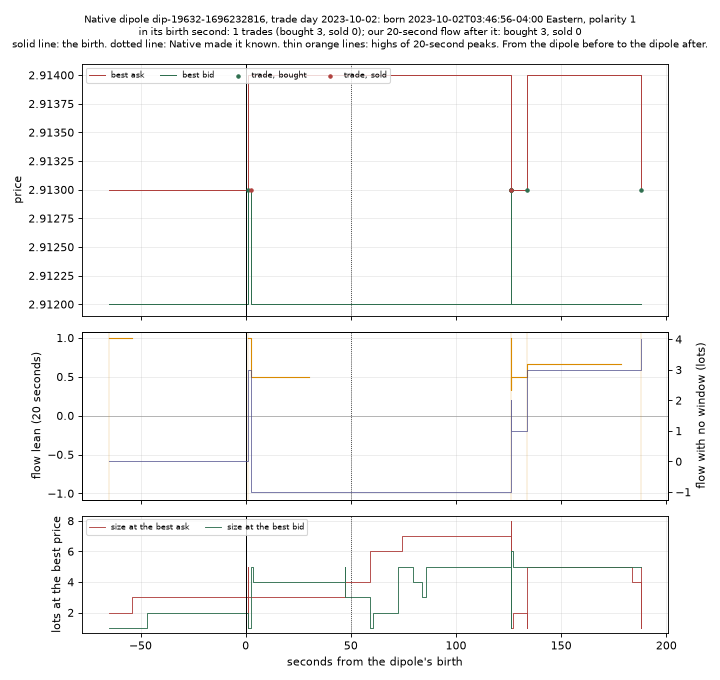 Native dipole dip-19632-1696232816, trade day 2023-10-02: born 2023-10-02T03:46:56-04:00 Eastern, polarity 1
in its birth second: 1 trades (bought 3, sold 0); our 20-second flow after it: bought 3, sold 0
solid line: the birth. dotted line: Native made it known. thin orange lines: highs of 20-second peaks. From the dipole before to the dipole after.
best ask best bid trade, bought trade, sold
2.91400
2.91375
2.91350
2.91325
2.91300
2.91275
2.91250
2.91225
2.91200
price
1.0
0.5
0.0
−0.5
−1.0
flow lean (20 seconds)
4
3
2
1
0
−1
flow with no window (lots)
size at the best ask size at the best bid
8
6
4
2
lots at the best price
−50 0 50 100 150 200
seconds from the dipole's birth